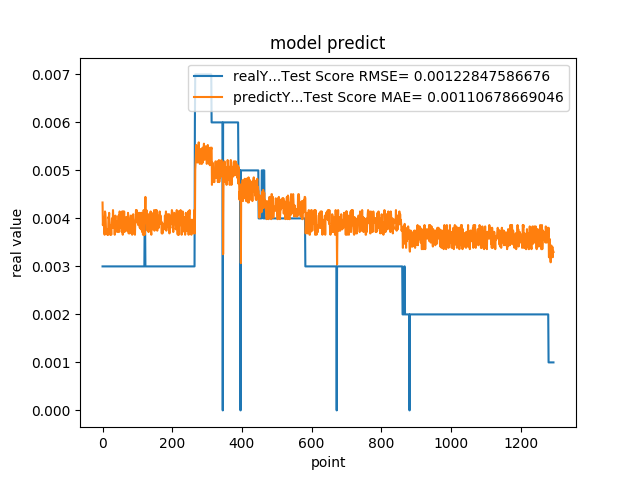 model predict
realY...Test Score RMSE= 0.00122847586676
predictY...Test Score MAE= 0.00110678669046
0.007
0.006
0.005
0.004
0.003
0.002
0.001
0.000
real value
0 200 400 600 800 1000 1200
point